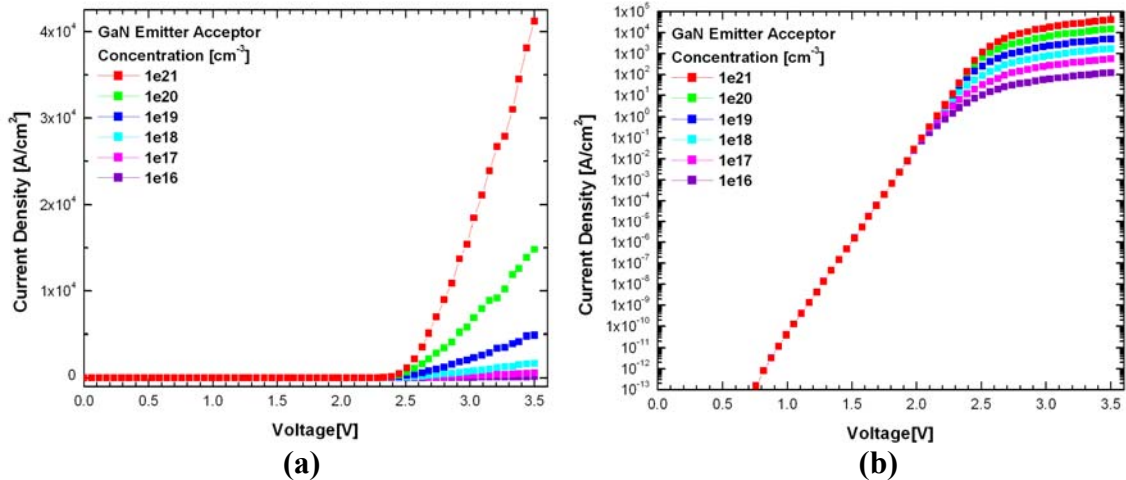 GaN Emitter Acceptor
Concentration [cm-3]
1e21
1e20
1e19
1e18
1e17
1e16
4x10^4
3x10^4
2x10^4
1x10^4
0
Current Density [A/cm2]
0.0 0.5 1.0 1.5 2.0 2.5 3.0 3.5
Voltage[V]
(a)
GaN Emitter Acceptor
Concentration [cm-3]
1e21
1e20
1e19
1e18
1e17
1e16
1x10^5
1x10^4
1x10^3
1x10^2
1x10^1
1x10^0
1x10^-1
1x10^-2
1x10^-3
1x10^-4
1x10^-5
1x10^-6
1x10^-7
1x10^-8
1x10^-9
1x10^-10
1x10^-11
1x10^-12
10^-13
Current Density [A/cm2]
0.0 0.5 1.0 1.5 2.0 2.5 3.0 3.5
Voltage[V]
(b)